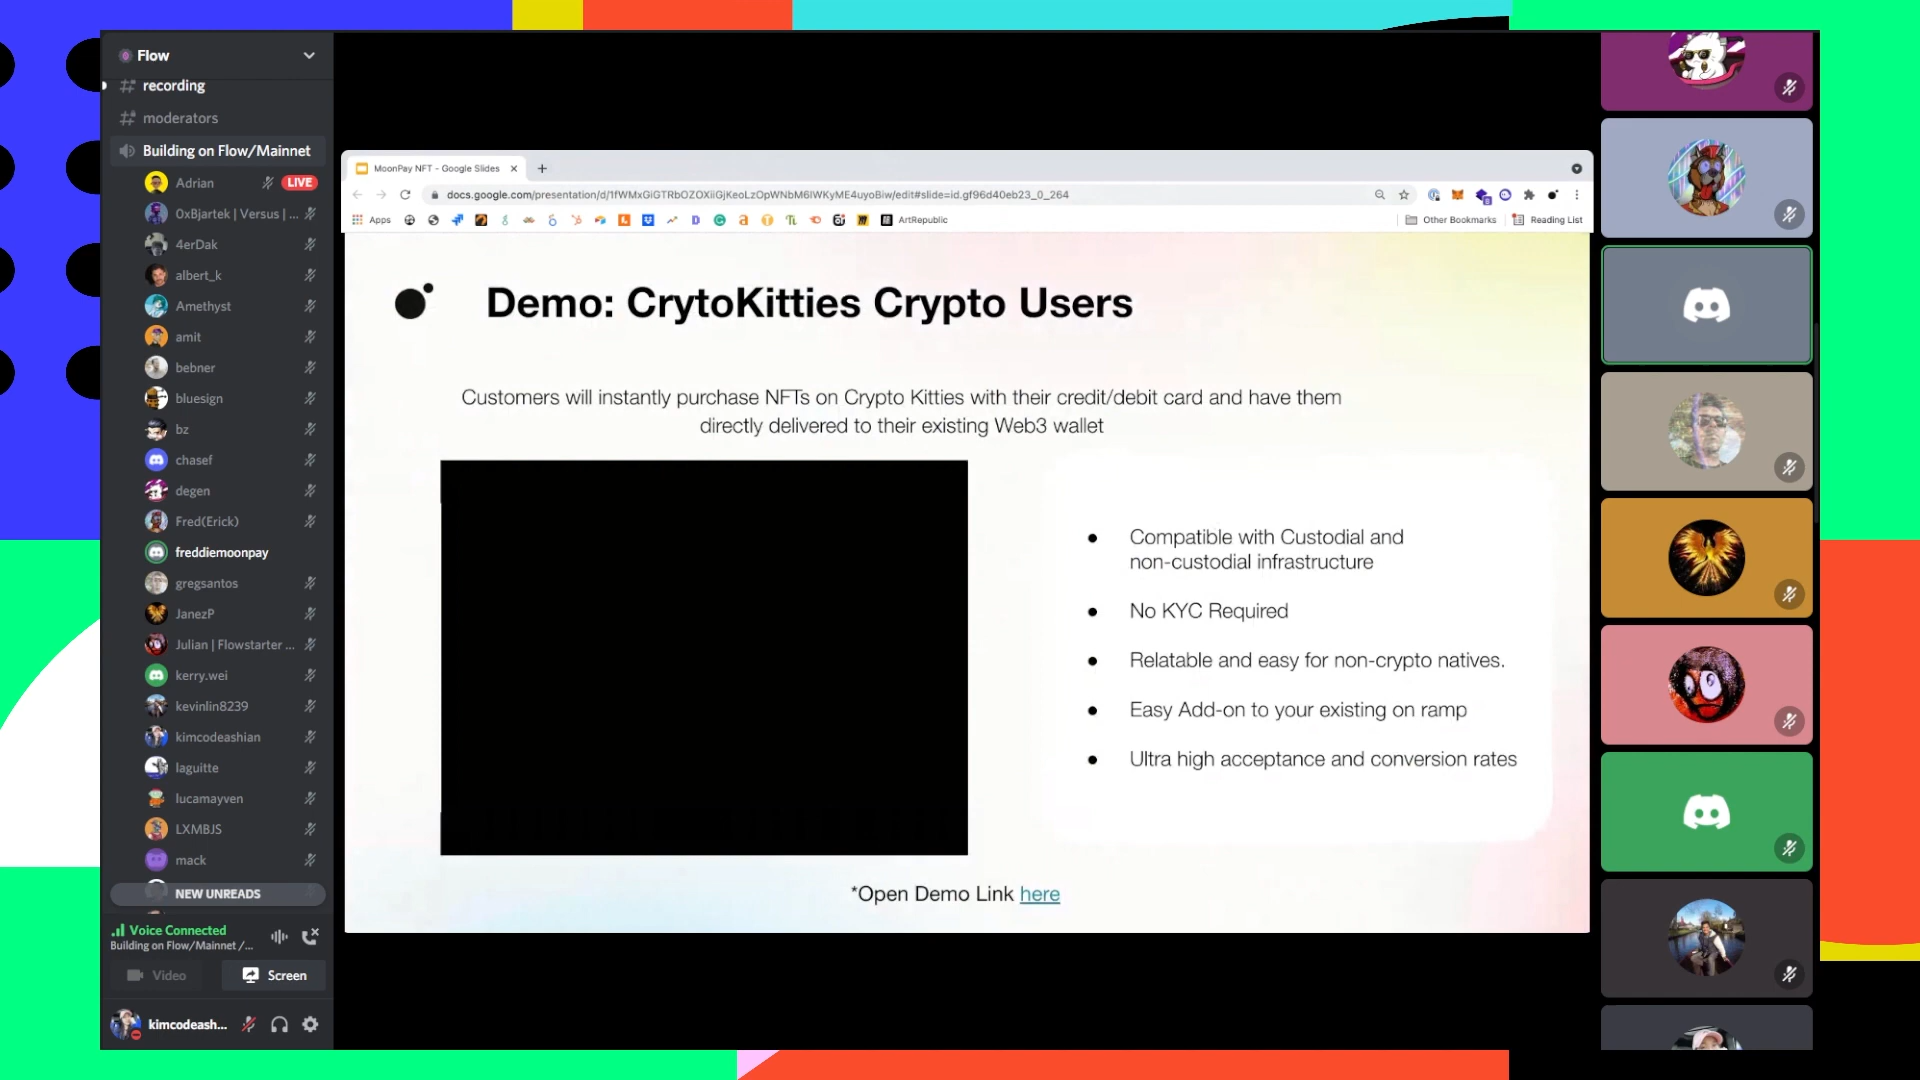 Flow
recording
moderators
Building on Flow/Mainnet
Adrian
LIVE
0xBjartek | Versus | ...
4erDak
albert_k
Amethyst
amit
bebner
bluesign
bz
chasef
degen
Fred(Erick)
freddiemoonpay
gregsantos
JanezP
Julian | Flowstarter ...
kerry.wei
kevinlin8239
kimcodeashian
laguitte
lucamayven
LXMBJS
mack
NEW UNREADS
Voice Connected
Building on Flow/Mainnet /...
Video
Screen
kimcodeash...
MoonPay NFT - Google Slides
docs.google.com/presentation/d/1fWMxGiGTRbOZOXiiGjKeoLzOpWNbM6lWKyME4uyoBiw/edit#slide=id.gf96d40eb23_0_264
Apps
ArtRepublic
Other Bookmarks
Reading List
Demo: CrytoKitties Crypto Users
Customers will instantly purchase NFTs on Crypto Kitties with their credit/debit card and have them
directly delivered to their existing Web3 wallet
• Compatible with Custodial and
non-custodial infrastructure
• No KYC Required
• Relatable and easy for non-crypto natives.
• Easy Add-on to your existing on ramp
• Ultra high acceptance and conversion rates
*Open Demo Link here